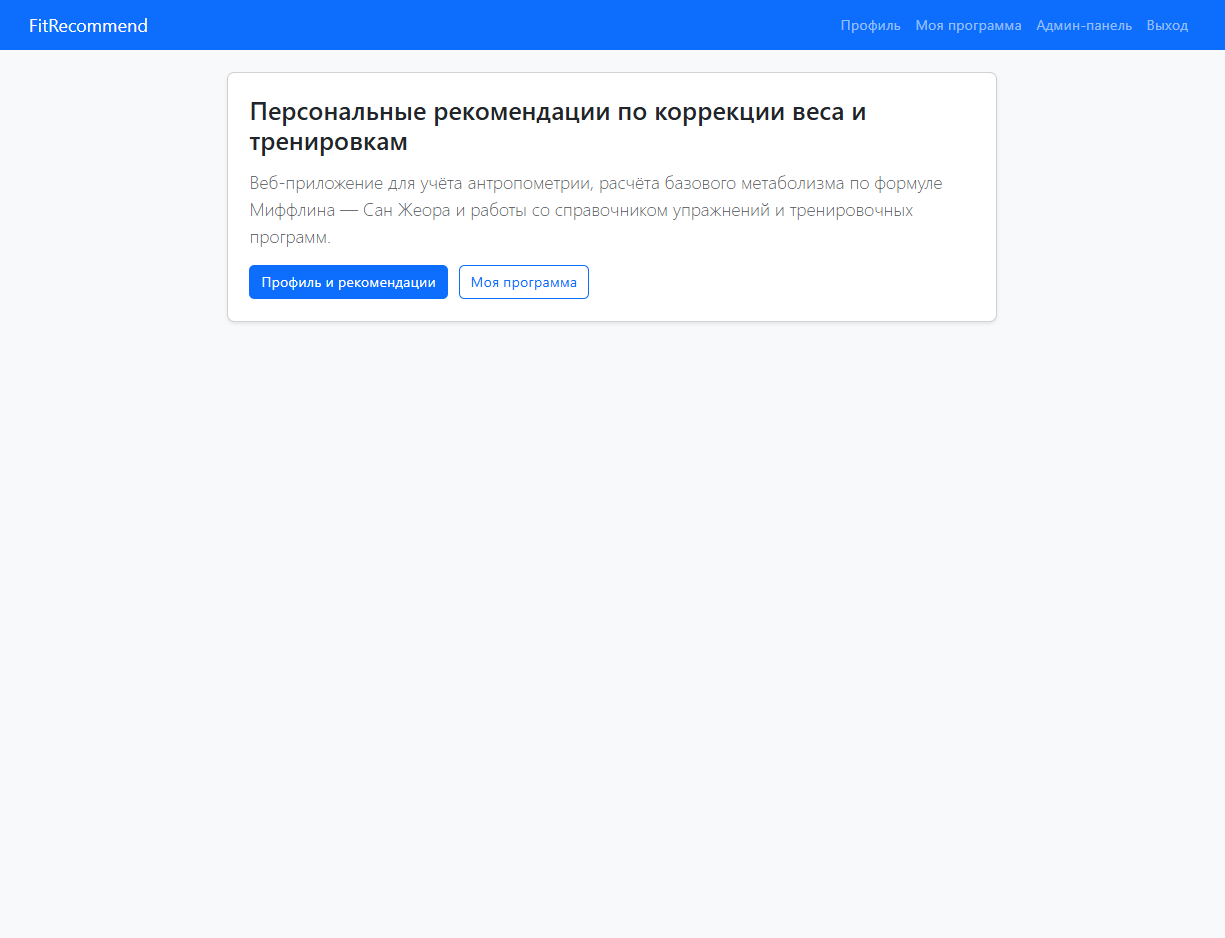 FitRecommend
Профиль Моя программа Админ-панель Выход
Персональные рекомендации по коррекции веса и
тренировкам
Веб-приложение для учёта антропометрии, расчёта базового метаболизма по формуле
Миффлина — Сан Жеора и работы со справочником упражнений и тренировочных
программ.
Профиль и рекомендации Моя программа